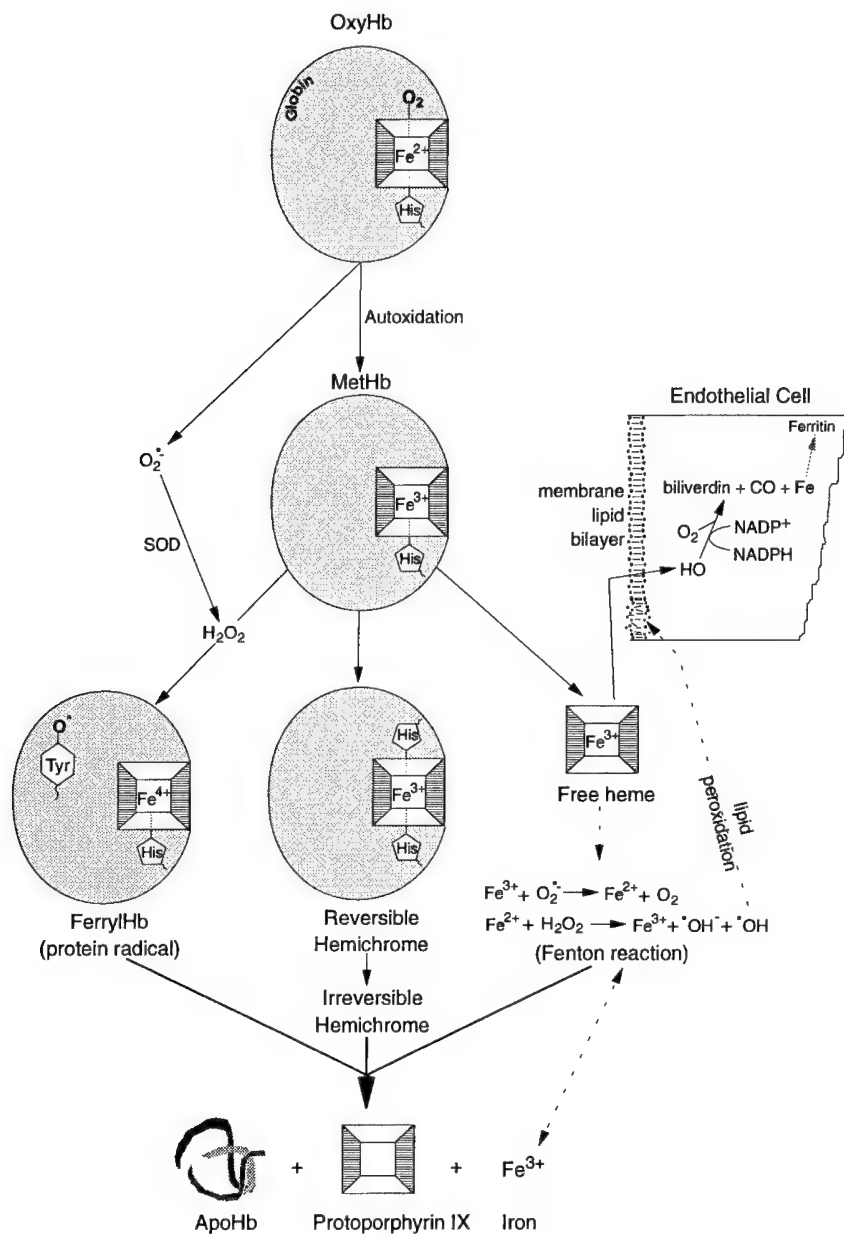 OxyHb
Globin
O₂
Fe²⁺
His
Autoxidation
MetHb
O₂•⁻
SOD
H₂O₂
Fe³⁺
His
Endothelial Cell
Ferritin
membrane
lipid
bilayer
biliverdin + CO + Fe
O₂
NADP⁺
NADPH
HO
O•
Tyr
Fe⁴⁺
His
FerrylHb
(protein radical)
His
Fe³⁺
His
Reversible
Hemichrome
Irreversible
Hemichrome
Fe³⁺
Free heme
lipid
peroxidation
Fe³⁺ + O₂•⁻ → Fe²⁺ + O₂
Fe²⁺ + H₂O₂ → Fe³⁺ + •OH⁻ + •OH
(Fenton reaction)
+ + Fe³⁺
ApoHb Protoporphyrin IX Iron